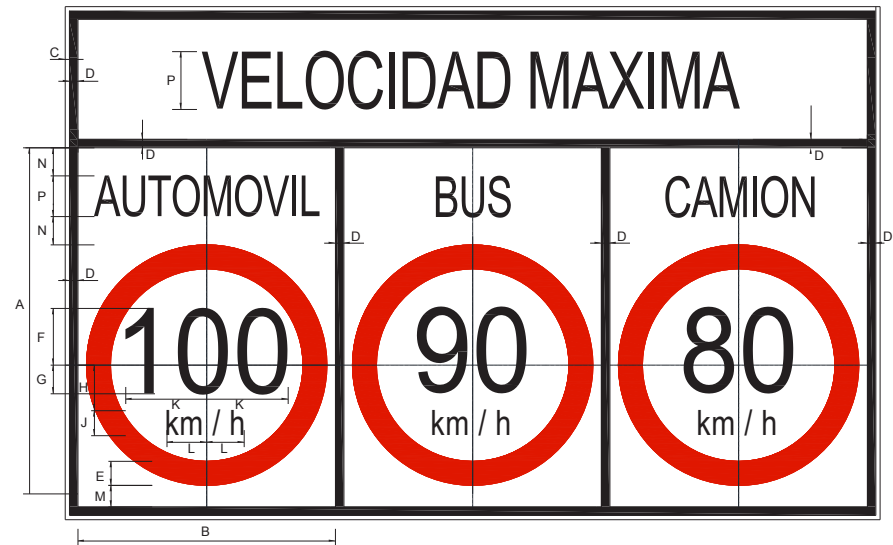 VELOCIDAD MAXIMA
C
D
P
D
D
N
P
N
AUTOMOVIL
BUS
CAMION
D
D
D
D
A
F
G
H
100
90
80
K
K
J
km / h
km / h
km / h
L
L
E
M
B